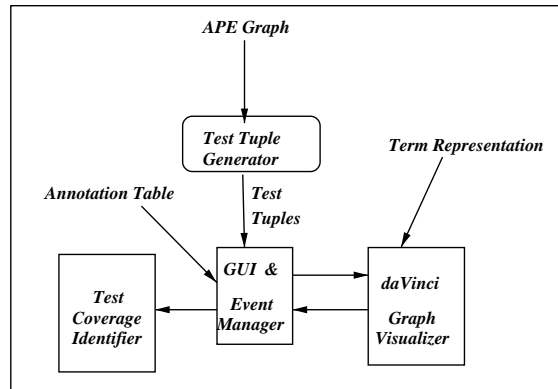 APE Graph
Test Tuple
Generator
Term Representation
Annotation Table
Test
Tuples
GUI &
Event
Manager
daVinci
Graph
Visualizer
Test
Coverage
Identifier